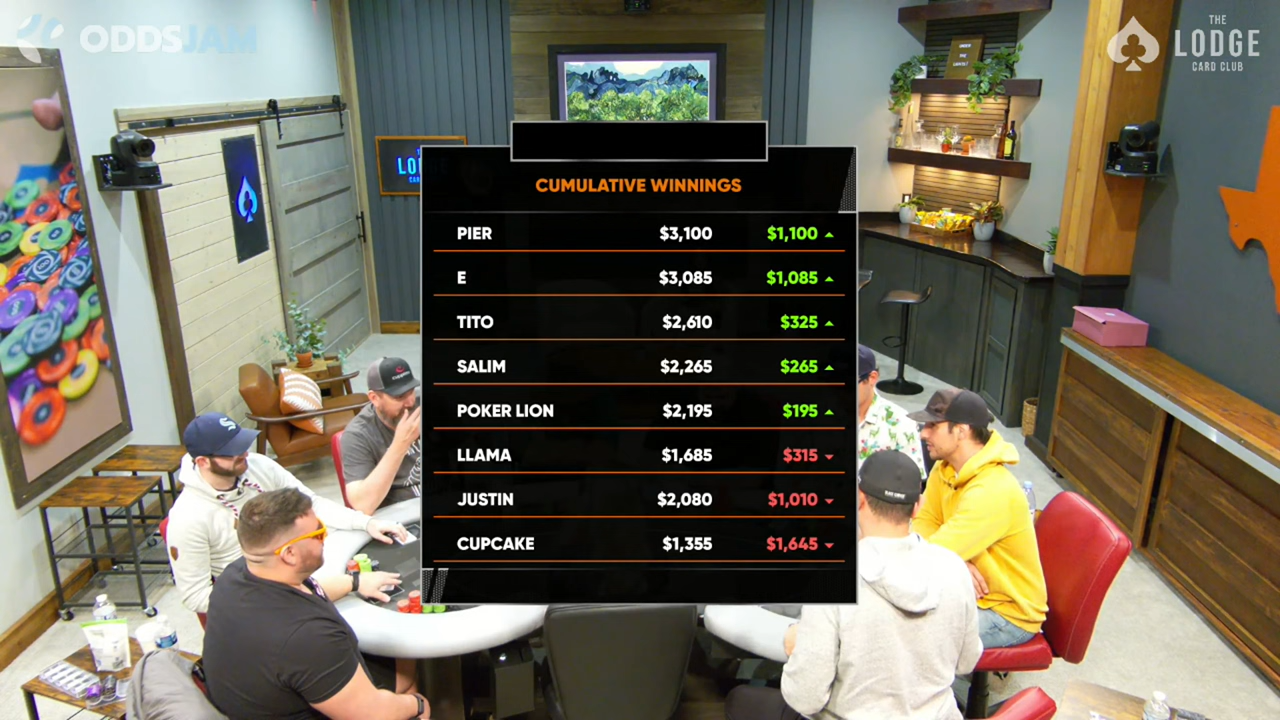 ODDSJAM
THE
LODGE
CARD CLUB
LO
CUMULATIVE WINNINGS
PIER $3,100 $1,100
E $3,085 $1,085
TITO $2,610 $325
SALIM $2,265 $265
POKER LION $2,195 $195
LLAMA $1,685 $315
JUSTIN $2,080 $1,010
CUPCAKE $1,355 $1,645